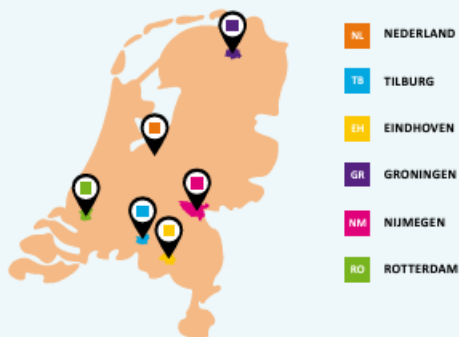 NL NEDERLAND
TB TILBURG
EH EINDHOVEN
GR GRONINGEN
NM NIJMEGEN
RO ROTTERDAM